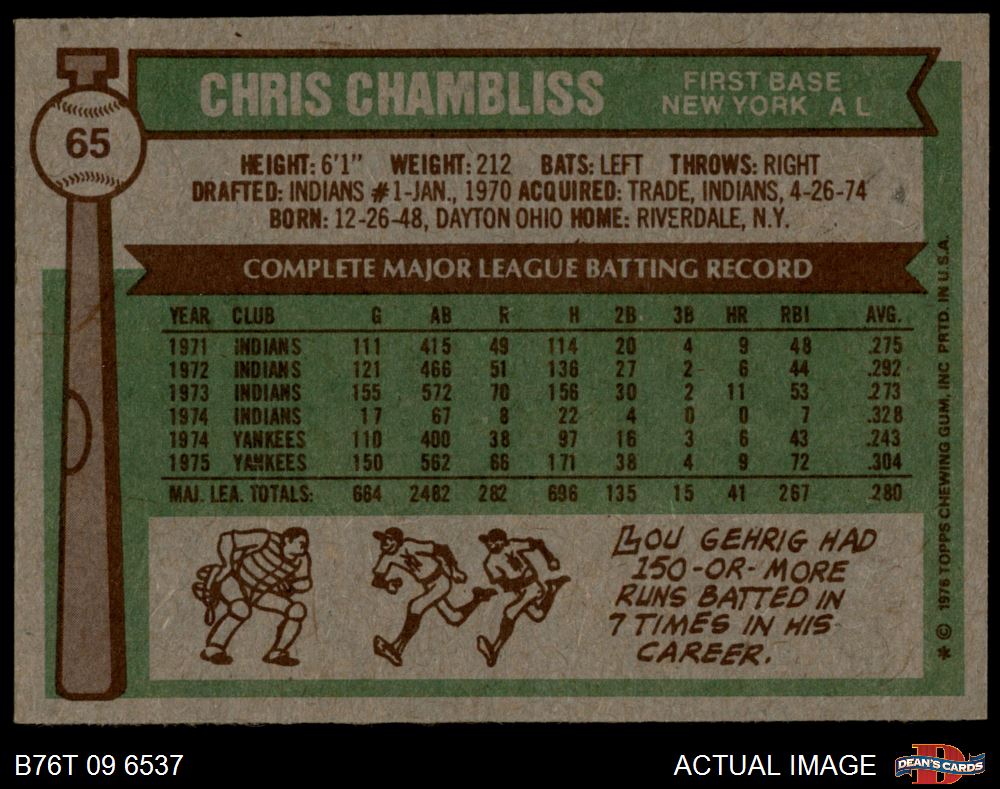 65
CHRIS CHAMBLISS
FIRST BASE
NEW YORK A L
HEIGHT: 6'1" WEIGHT: 212 BATS: LEFT THROWS: RIGHT
DRAFTED: INDIANS #1-JAN., 1970 ACQUIRED: TRADE, INDIANS, 4-26-74
BORN: 12-26-48, DAYTON OHIO HOME: RIVERDALE, N.Y.
COMPLETE MAJOR LEAGUE BATTING RECORD
YEAR CLUB G AB R H 2B 3B HR RBI AVG.
1971 INDIANS 111 415 49 114 20 4 9 48 .275
1972 INDIANS 121 466 51 136 27 2 6 44 .292
1973 INDIANS 155 572 70 156 30 2 11 53 .273
1974 INDIANS 17 67 8 22 4 0 0 7 .328
1974 YANKEES 110 400 38 97 16 3 6 43 .243
1975 YANKEES 150 562 66 171 38 4 9 72 .304
MAJ. LEA. TOTALS: 664 2482 282 696 135 15 41 267 .280
LOU GEHRIG HAD
150-OR-MORE
RUNS BATTED IN
7 TIMES IN HIS
CAREER.
* © 1976 TOPPS CHEWING GUM, INC PRTD. IN U.S.A.
B76T 09 6537
ACTUAL IMAGE
D
DEAN'S CARDS